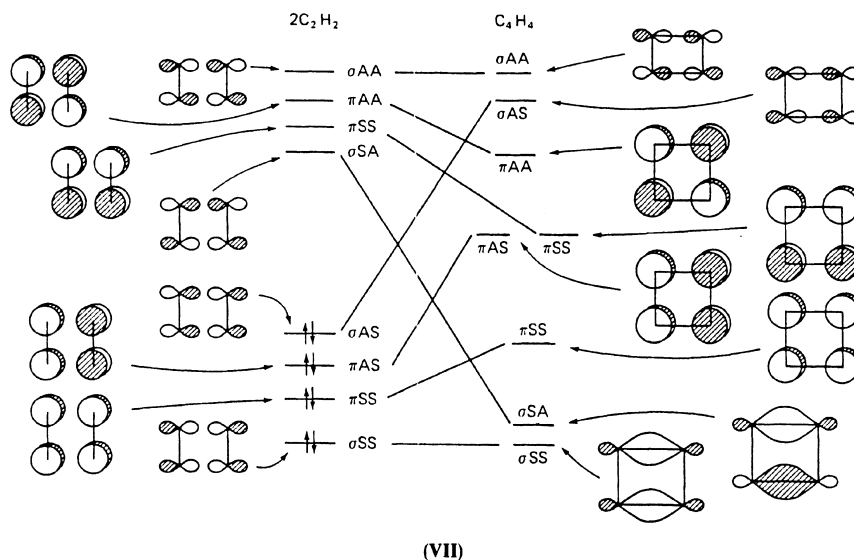 2C₂H₂ C₄H₄
σAA σAA
πAA σAS
πSS
σSA πAA
πAS πSS
σAS πSS
πAS
πSS σSA
σSS σSS
(VII)